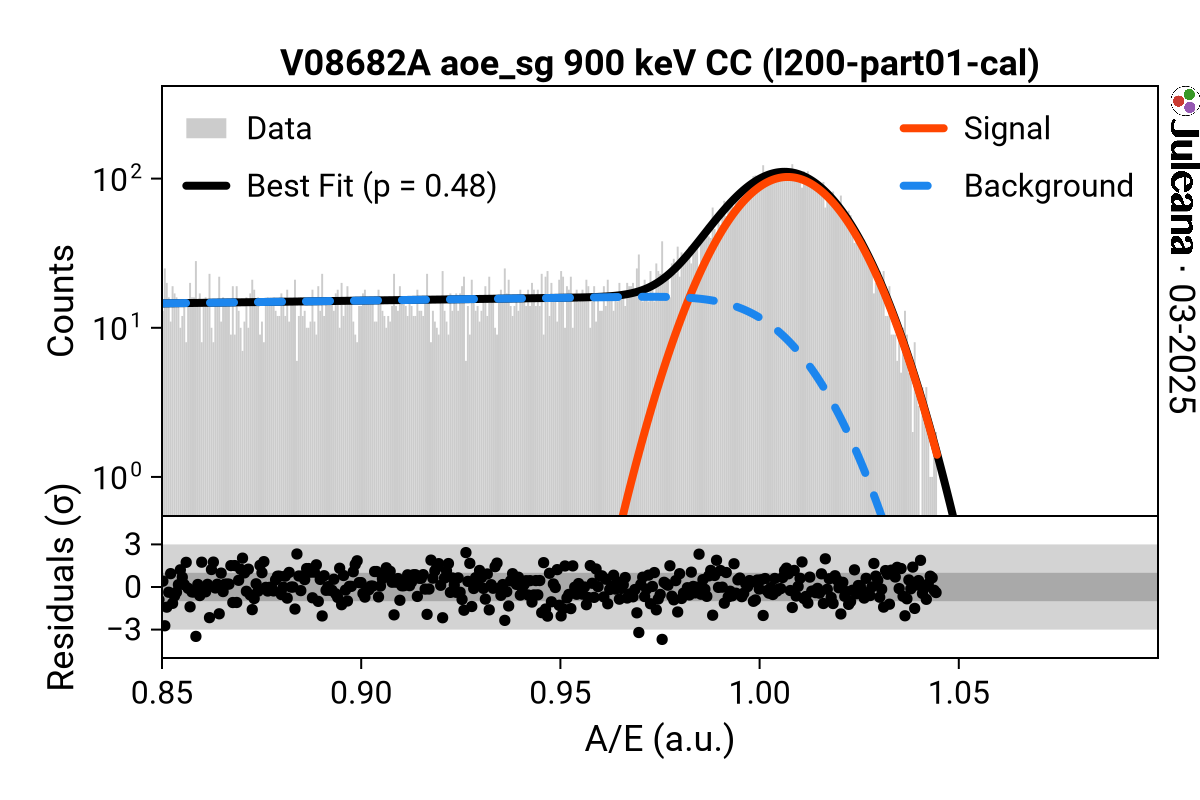 V08682A aoe_sg 900 keV CC (l200-part01-cal)
Data
Best Fit (p = 0.48)
Signal
Background
Counts
10²
10¹
10⁰
Residuals (σ)
3
0
−3
0.85 0.90 0.95 1.00 1.05
A/E (a.u.)
Juleana · 03-2025